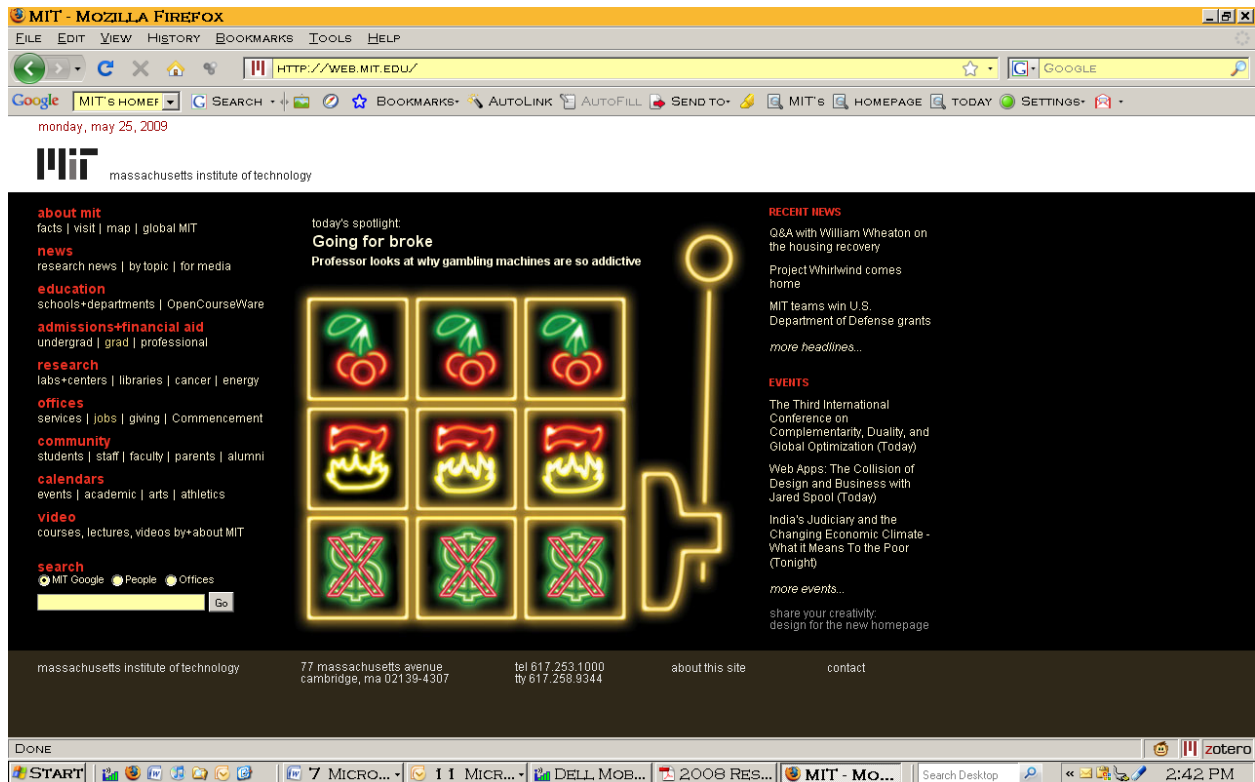 MIT - Mozilla Firefox
File Edit View History Bookmarks Tools Help
http://web.mit.edu/ Google
Google MIT's homep Search Bookmarks AutoLink AutoFill Send to MIT's homepage today Settings
monday, may 25, 2009
MIT massachusetts institute of technology
about mit
facts | visit | map | global MIT
news
research news | by topic | for media
education
schools+departments | OpenCourseWare
admissions+financial aid
undergrad | grad | professional
research
labs+centers | libraries | cancer | energy
offices
services | jobs | giving | Commencement
community
students | staff | faculty | parents | alumni
calendars
events | academic | arts | athletics
video
courses, lectures, videos by+about MIT
search
MIT Google People Offices
Go
today's spotlight:
Going for broke
Professor looks at why gambling machines are so addictive
RECENT NEWS
Q&A with William Wheaton on
the housing recovery
Project Whirlwind comes
home
MIT teams win U.S.
Department of Defense grants
more headlines...
EVENTS
The Third International
Conference on
Complementarity, Duality, and
Global Optimization (Today)
Web Apps: The Collision of
Design and Business with
Jared Spool (Today)
India's Judiciary and the
Changing Economic Climate -
What it Means To the Poor
(Tonight)
more events...
share your creativity:
design for the new homepage
massachusetts institute of technology
77 massachusetts avenue
cambridge, ma 02139-4307
tel 617.253.1000
tty 617.258.9344
about this site
contact
Done zotero
Start 7 Micro... 1 Micr... Dell Mob... 2008 Res... MIT - Mo... Search Desktop « 2:42 PM